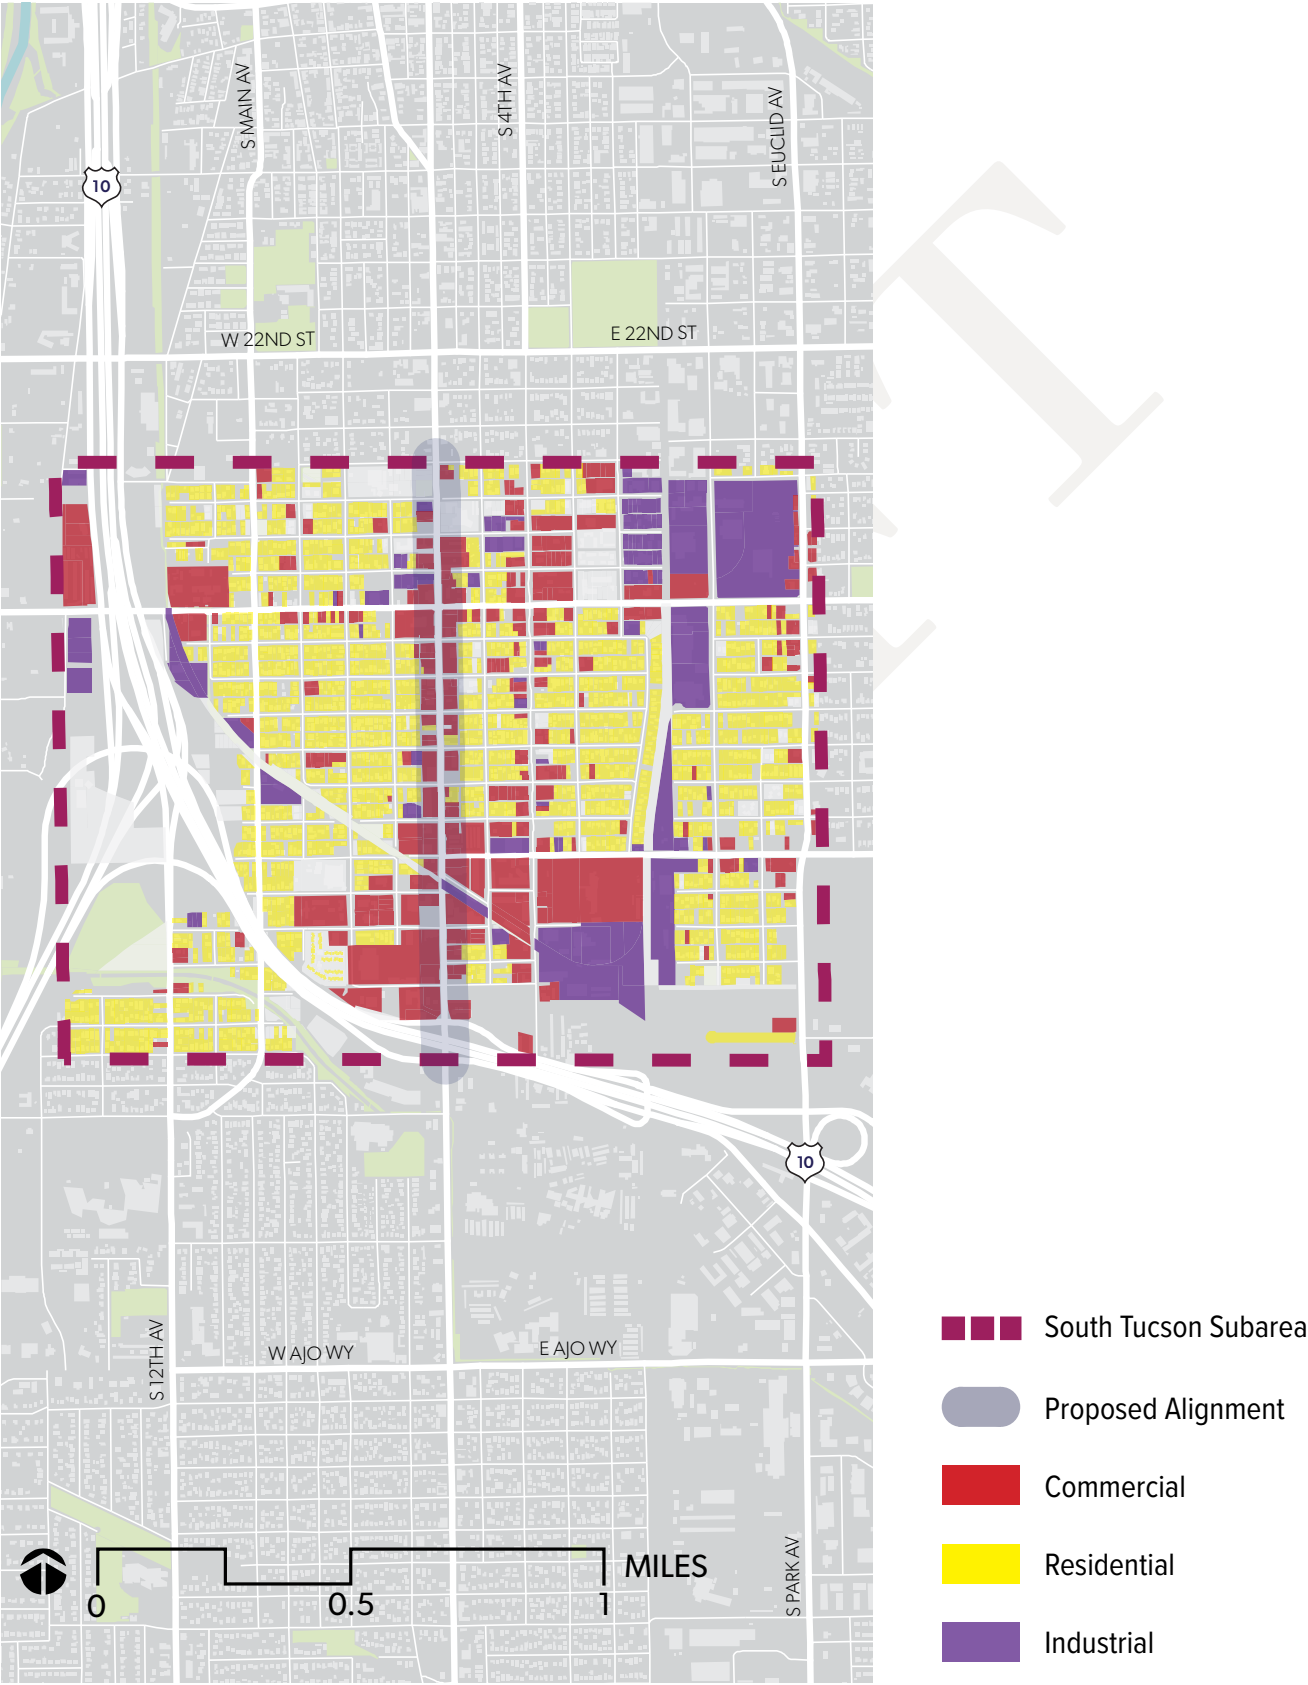 S MAIN AV
S 4TH AV
S EUCLID AV
10
W 22ND ST
E 22ND ST
10
S 12TH AV
W AJO WY
E AJO WY
S PARK AV
MILES
0
0.5
1
South Tucson Subarea
Proposed Alignment
Commercial
Residential
Industrial
T